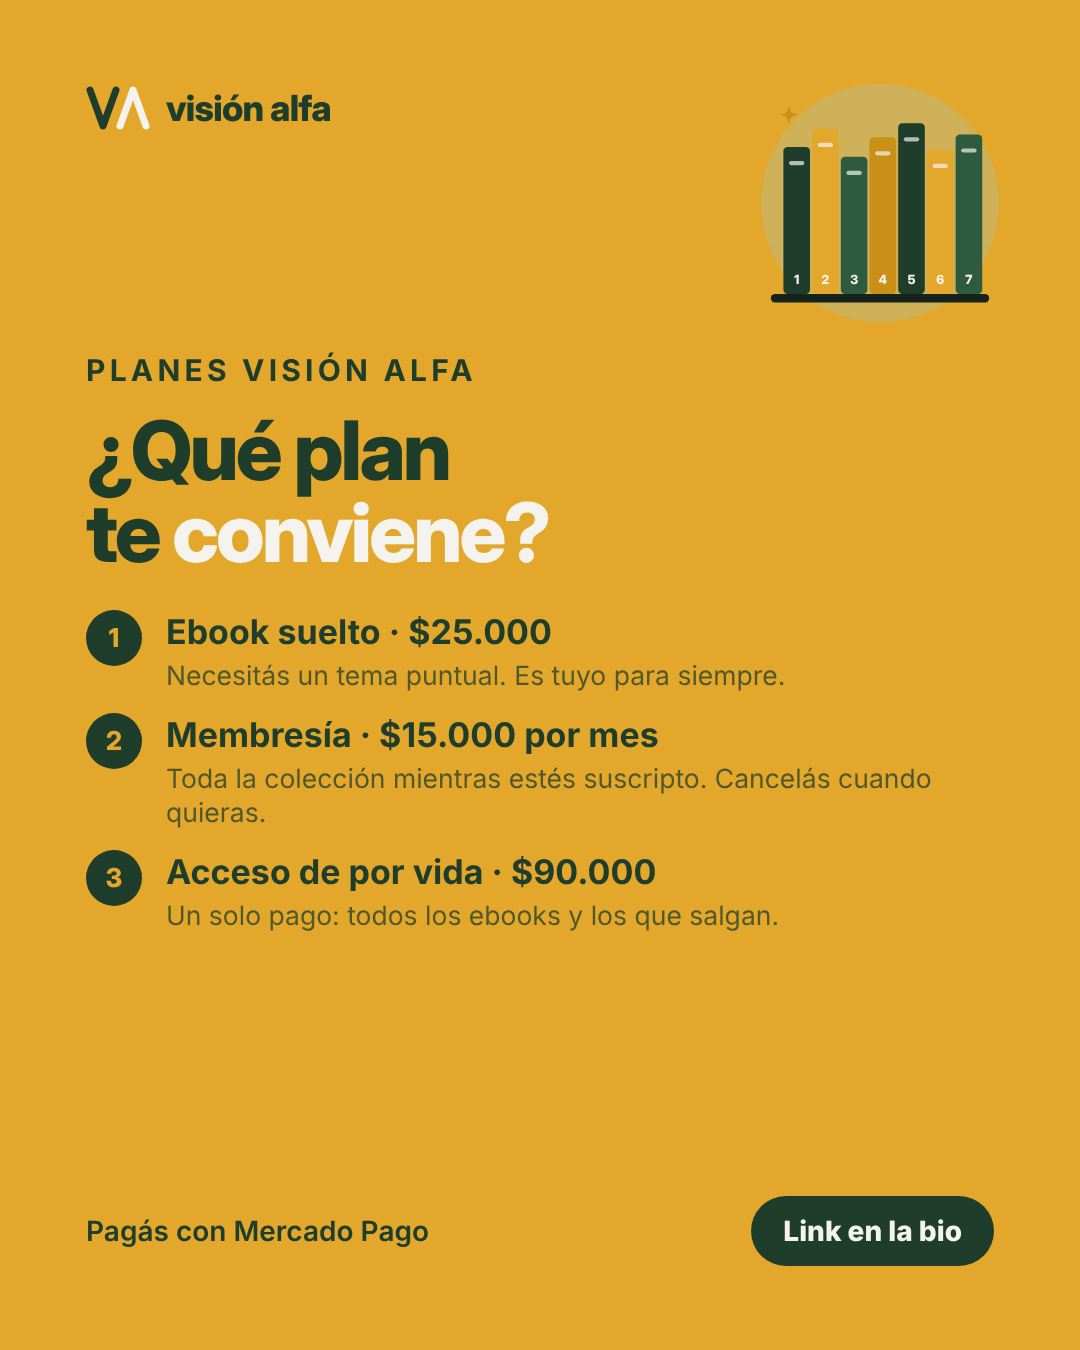 visión alfa
1 2 3 4 5 6 7
PLANES VISIÓN ALFA
¿Qué plan
te conviene?
1 Ebook suelto · $25.000
Necesitás un tema puntual. Es tuyo para siempre.
2 Membresía · $15.000 por mes
Toda la colección mientras estés suscripto. Cancelás cuando
quieras.
3 Acceso de por vida · $90.000
Un solo pago: todos los ebooks y los que salgan.
Pagás con Mercado Pago
Link en la bio